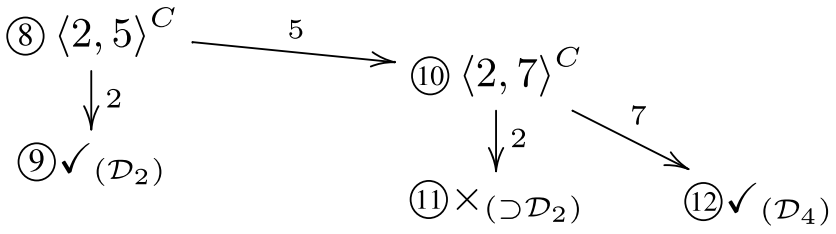 ⑧ ⟨2, 5⟩^C
5
⑩ ⟨2, 7⟩^C
2
2
7
⑨ ✓(𝒟₂)
⑪ ×(⊃𝒟₂)
⑫ ✓(𝒟₄)